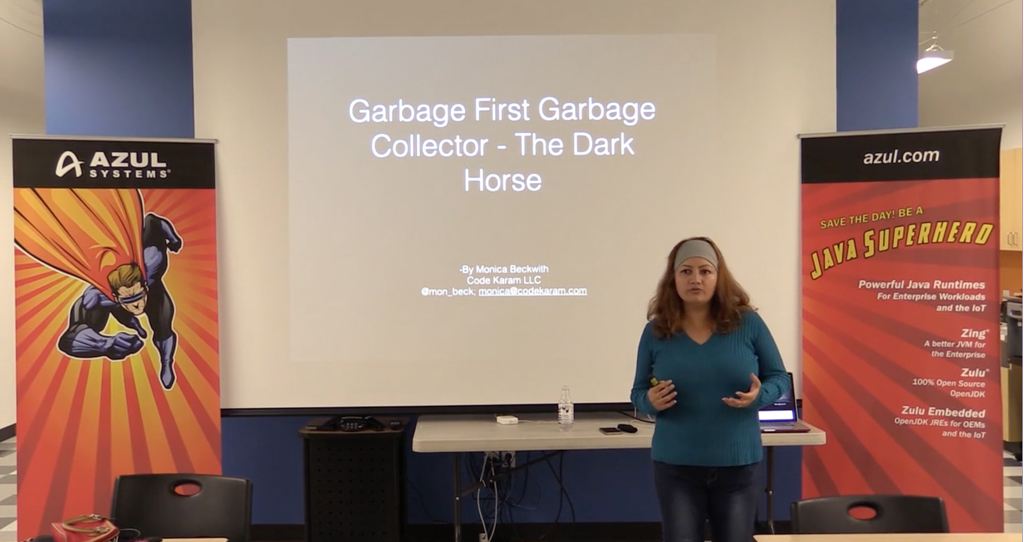 AZUL
SYSTEMS®
Garbage First Garbage
Collector - The Dark
Horse
-By Monica Beckwith
Code Karam LLC
@mon_beck; monica@codekaram.com
azul.com
SAVE THE DAY! BE A
JAVA SUPERHERO
Powerful Java Runtimes
For Enterprise Workloads
and the IoT
Zing®
A better JVM for
the Enterprise
Zulu®
100% Open Source
OpenJDK
Zulu Embedded
OpenJDK JREs for OEMs
and the IoT